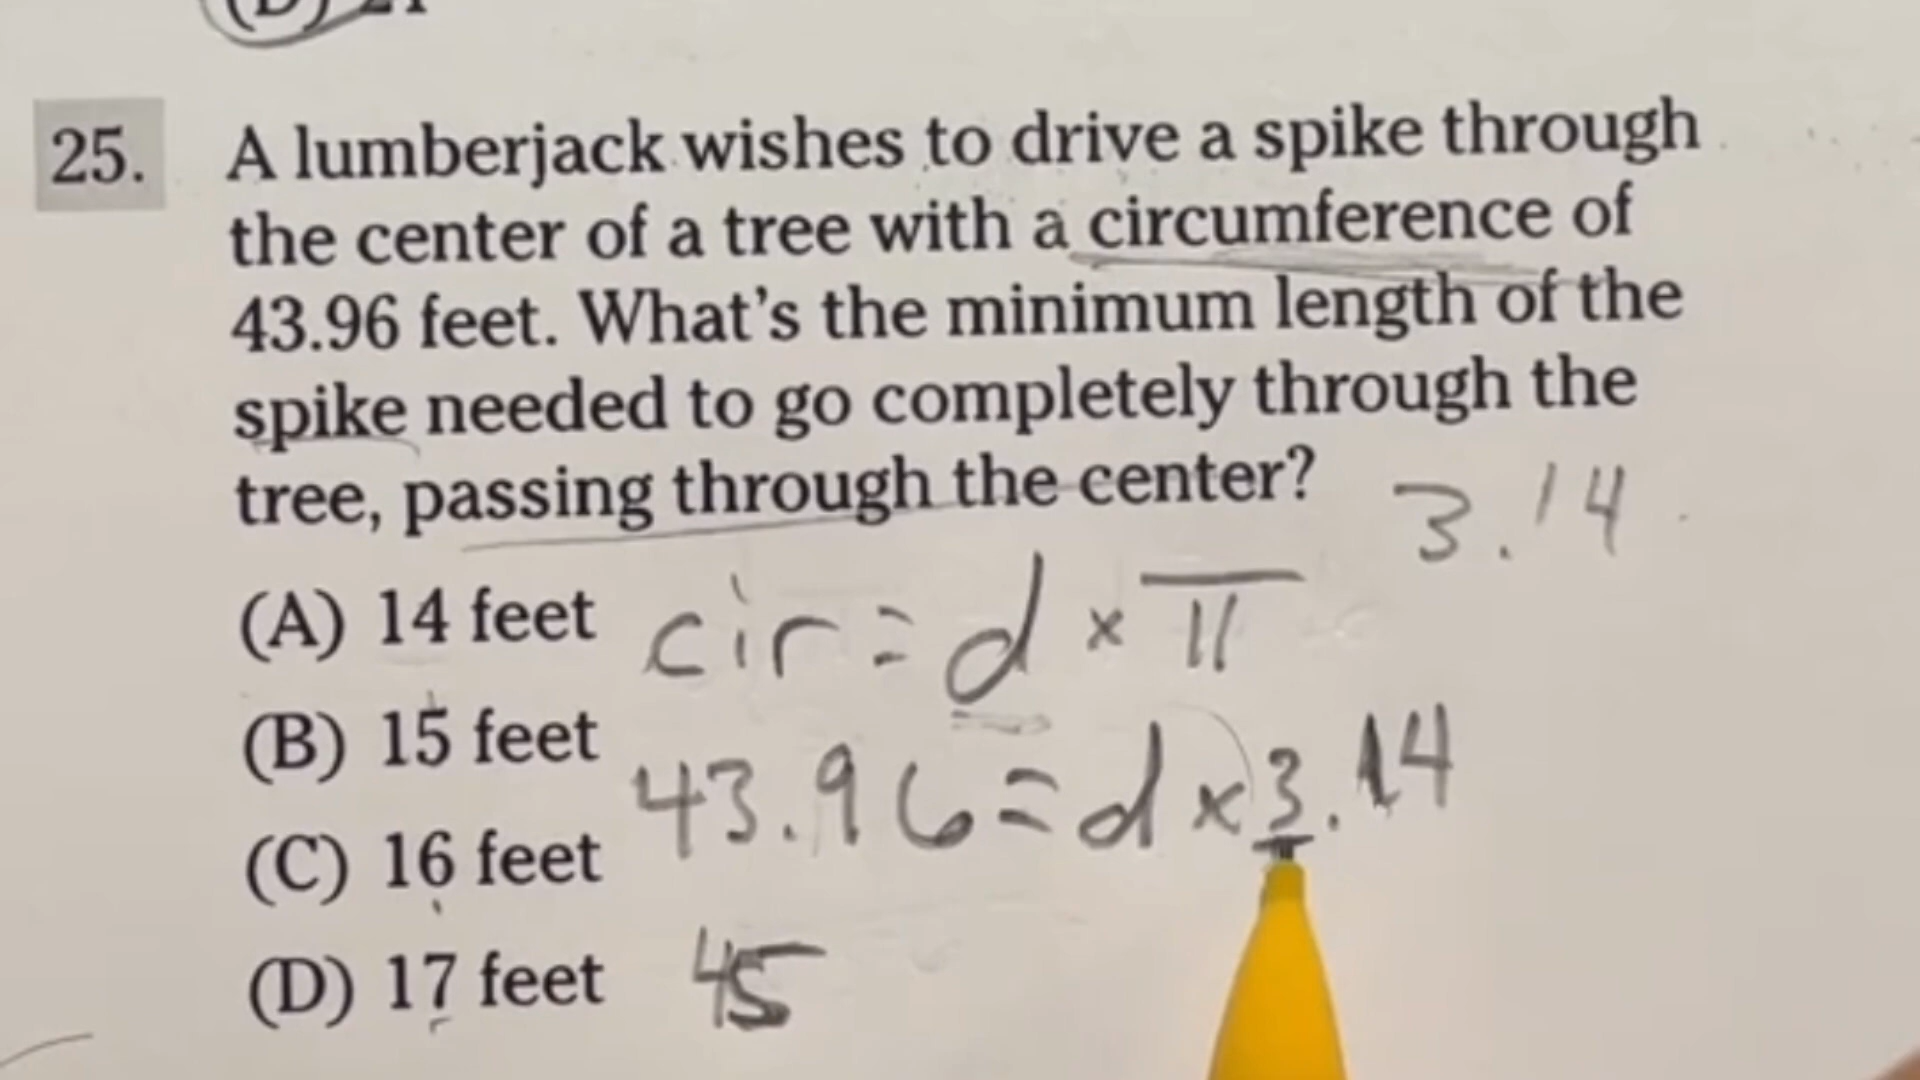 25. A lumberjack wishes to drive a spike through
the center of a tree with a circumference of
43.96 feet. What's the minimum length of the
spike needed to go completely through the
tree, passing through the center?
3.14
(A) 14 feet
cir = d × π
(B) 15 feet
43.96 = d × 3.14
(C) 16 feet
(D) 17 feet
45